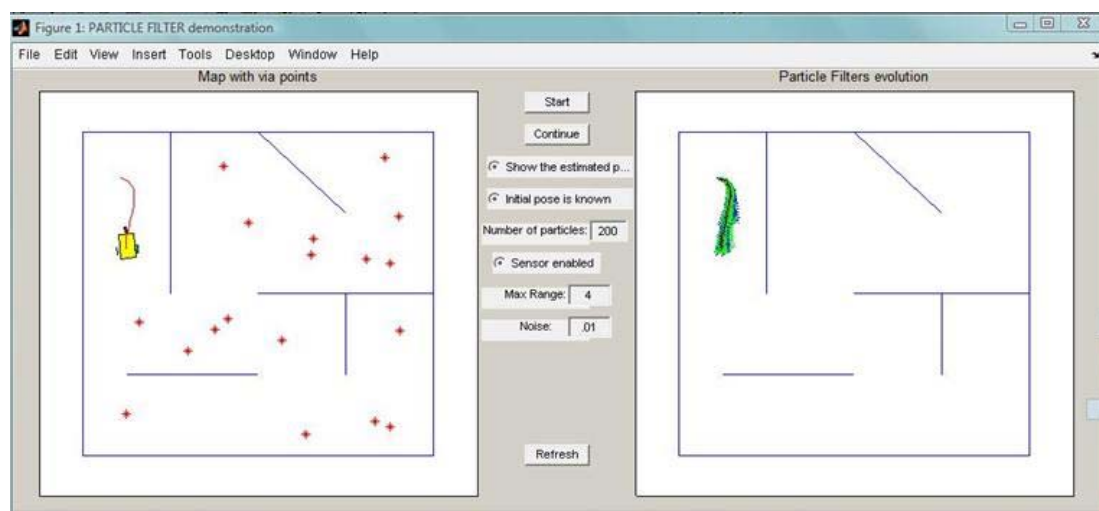 Figure 1: PARTICLE FILTER demonstration
File Edit View Insert Tools Desktop Window Help
Map with via points
Particle Filters evolution
Start
Continue
Show the estimated p...
Initial pose is known
Number of particles: 200
Sensor enabled
Max Range: 4
Noise: .01
Refresh